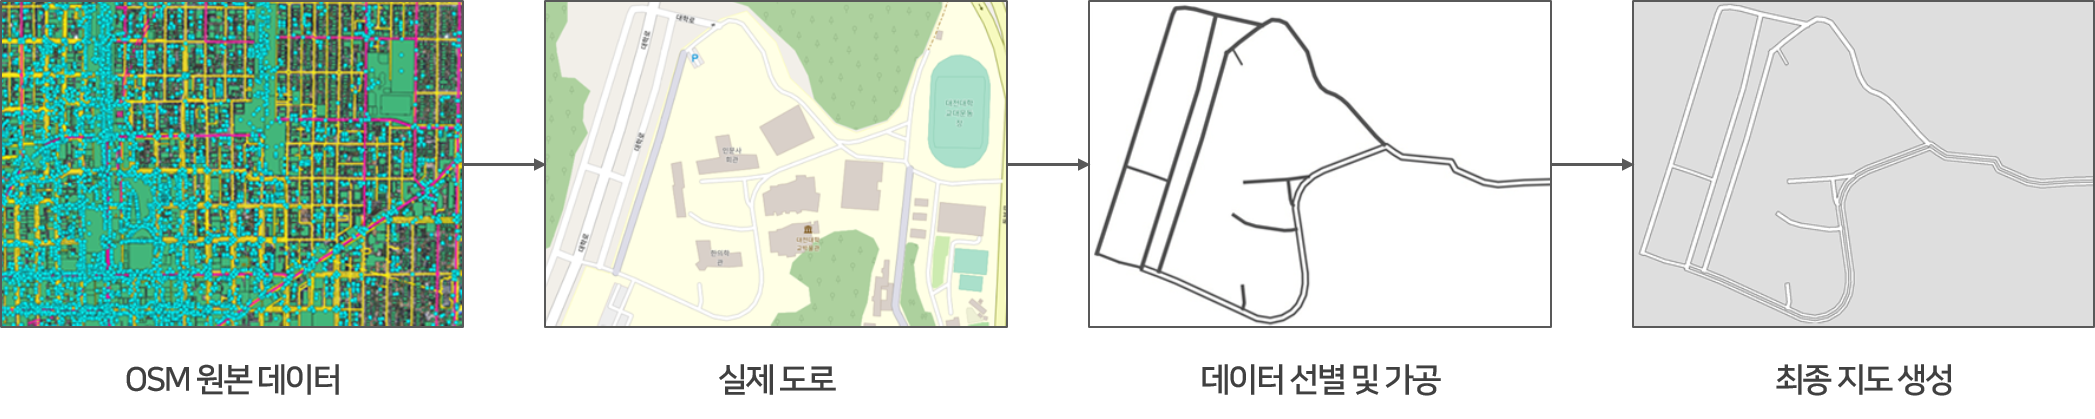 대학로
대학로
P
대학로
대학로
인문사
회관
대전대학
교대운동
장
대전대학
교박물관
한의학
관
OSM 원본 데이터
실제 도로
데이터 선별 및 가공
최종 지도 생성